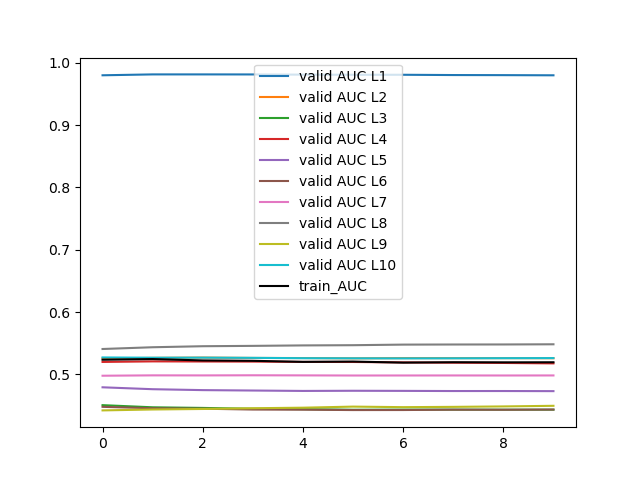 1.0
0.9
0.8
0.7
0.6
0.5
valid AUC L1
valid AUC L2
valid AUC L3
valid AUC L4
valid AUC L5
valid AUC L6
valid AUC L7
valid AUC L8
valid AUC L9
valid AUC L10
train_AUC
0 2 4 6 8